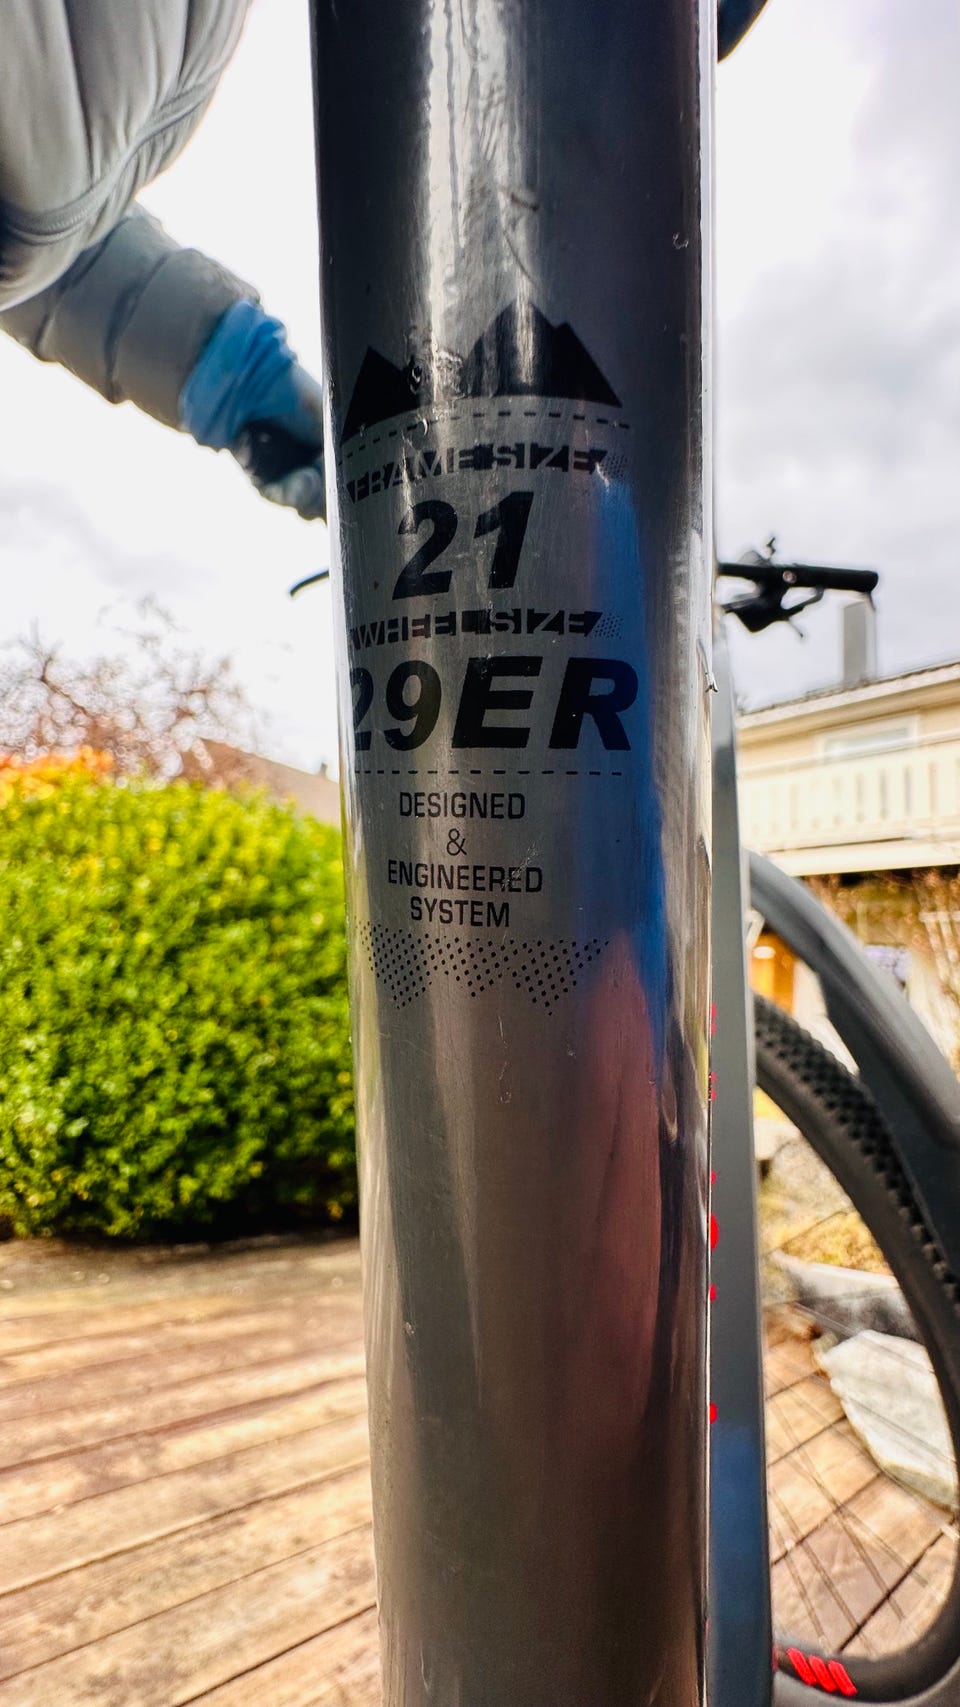 FRAME SIZE
21
WHEEL SIZE
29ER
DESIGNED
&
ENGINEERED
SYSTEM